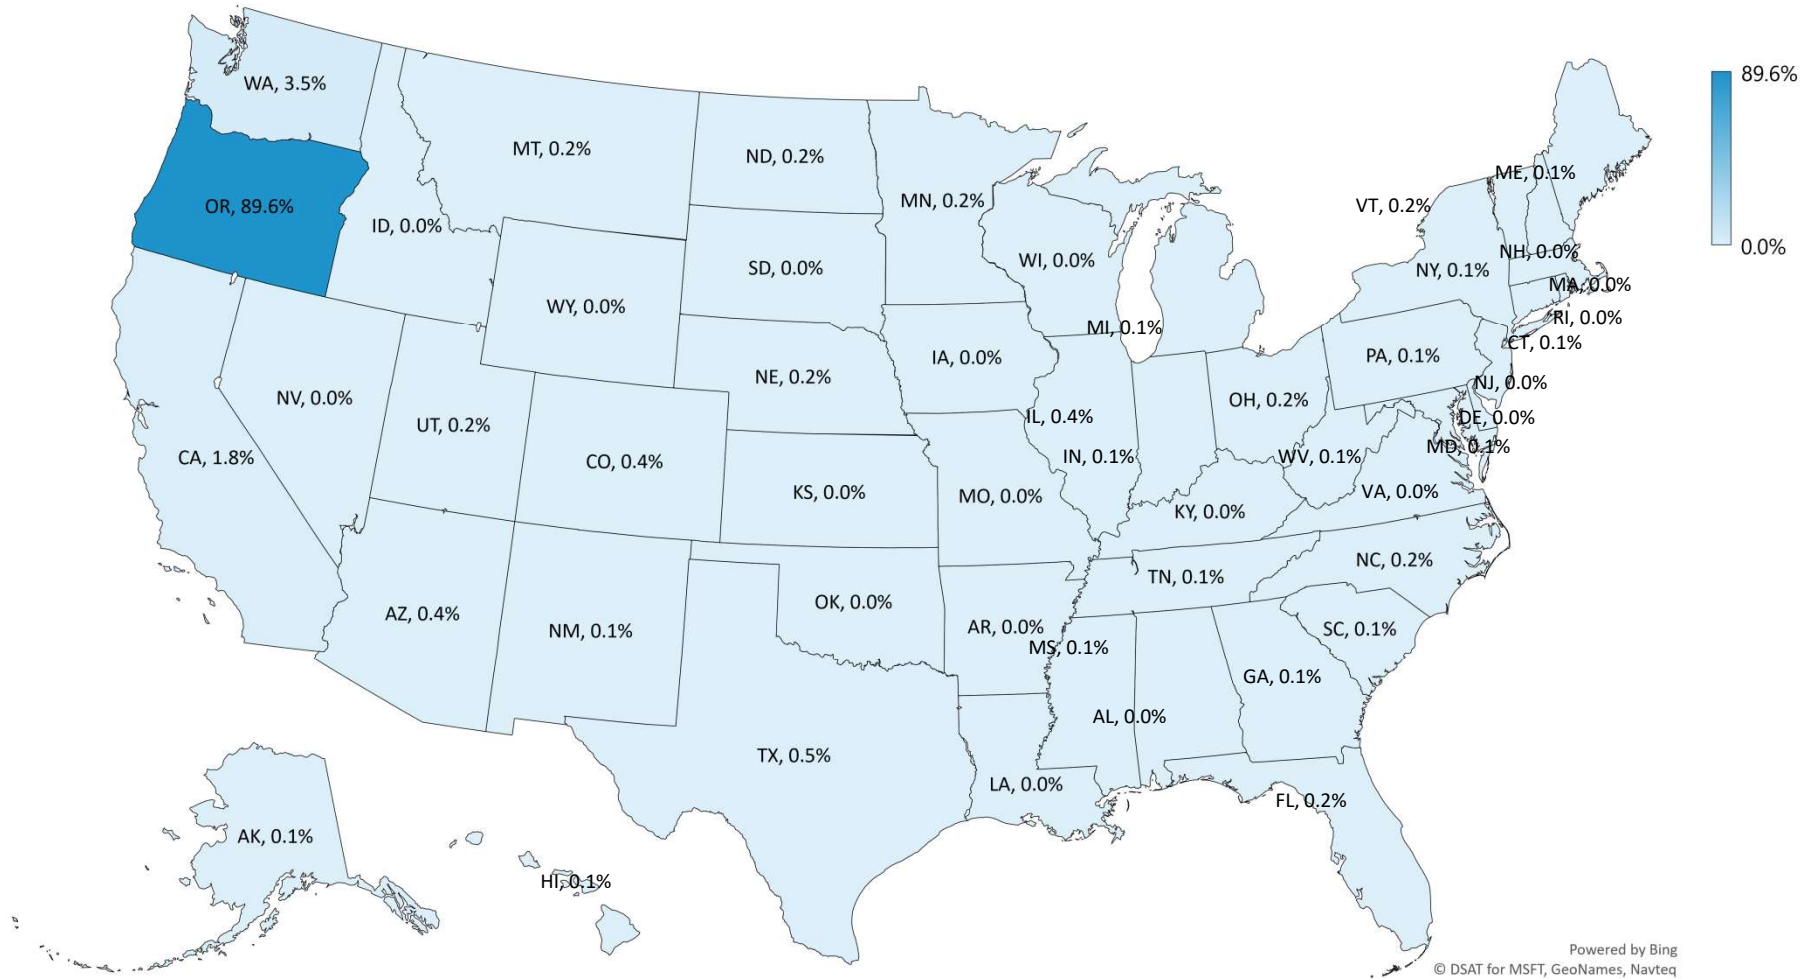 WA, 3.5%
OR, 89.6%
MT, 0.2%
ID, 0.0%
ND, 0.2%
SD, 0.0%
MN, 0.2%
WI, 0.0%
WY, 0.0%
MI, 0.1%
ME, 0.1%
VT, 0.2%
NH, 0.0%
NY, 0.1%
MA, 0.0%
RI, 0.0%
CT, 0.1%
PA, 0.1%
NJ, 0.0%
DE, 0.0%
MD, 0.1%
IA, 0.0%
NE, 0.2%
NV, 0.0%
UT, 0.2%
CA, 1.8%
CO, 0.4%
KS, 0.0%
MO, 0.0%
IL, 0.4%
IN, 0.1%
OH, 0.2%
WV, 0.1%
VA, 0.0%
KY, 0.0%
NC, 0.2%
TN, 0.1%
SC, 0.1%
AZ, 0.4%
NM, 0.1%
OK, 0.0%
AR, 0.0%
MS, 0.1%
GA, 0.1%
AL, 0.0%
TX, 0.5%
LA, 0.0%
FL, 0.2%
AK, 0.1%
HI, 0.1%
89.6%
0.0%
Powered by Bing
© DSAT for MSFT, GeoNames, Navteq